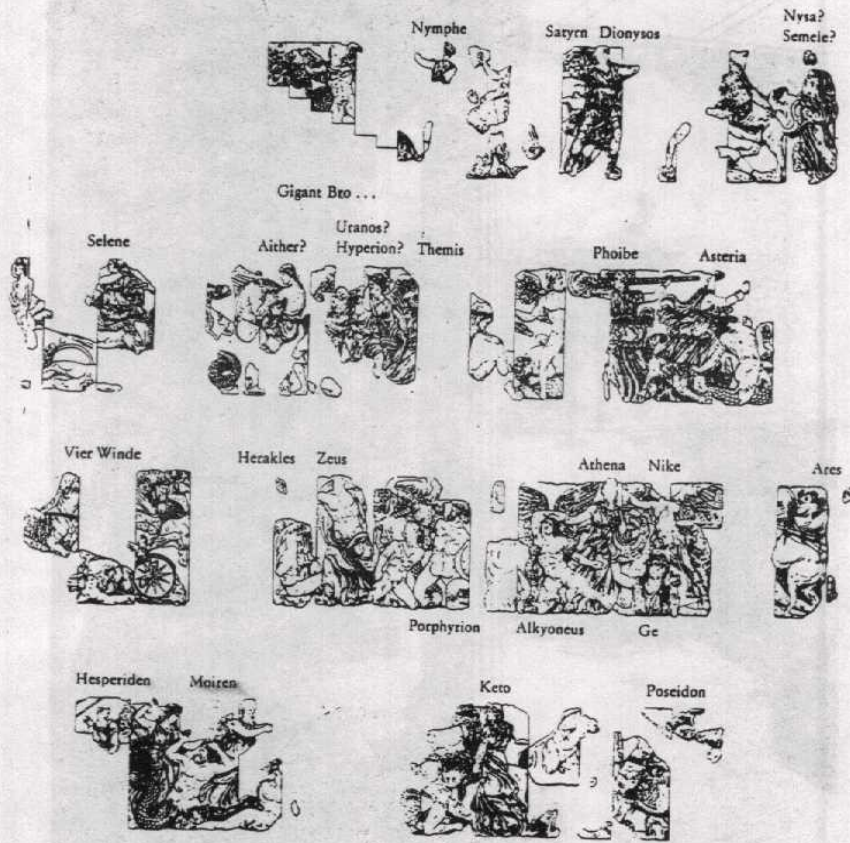 Nymphe
Satyrn Dionysos
Nysa?
Semele?
Gigant Bro ...
Selene
Aither?
Uranos?
Hyperion? Themis
Phoibe
Asteria
Vier Winde
Herakles
Zeus
Athena
Nike
Ares
Porphyrion
Alkyoneus
Ge
Hesperiden
Moiren
Keto
Poseidon